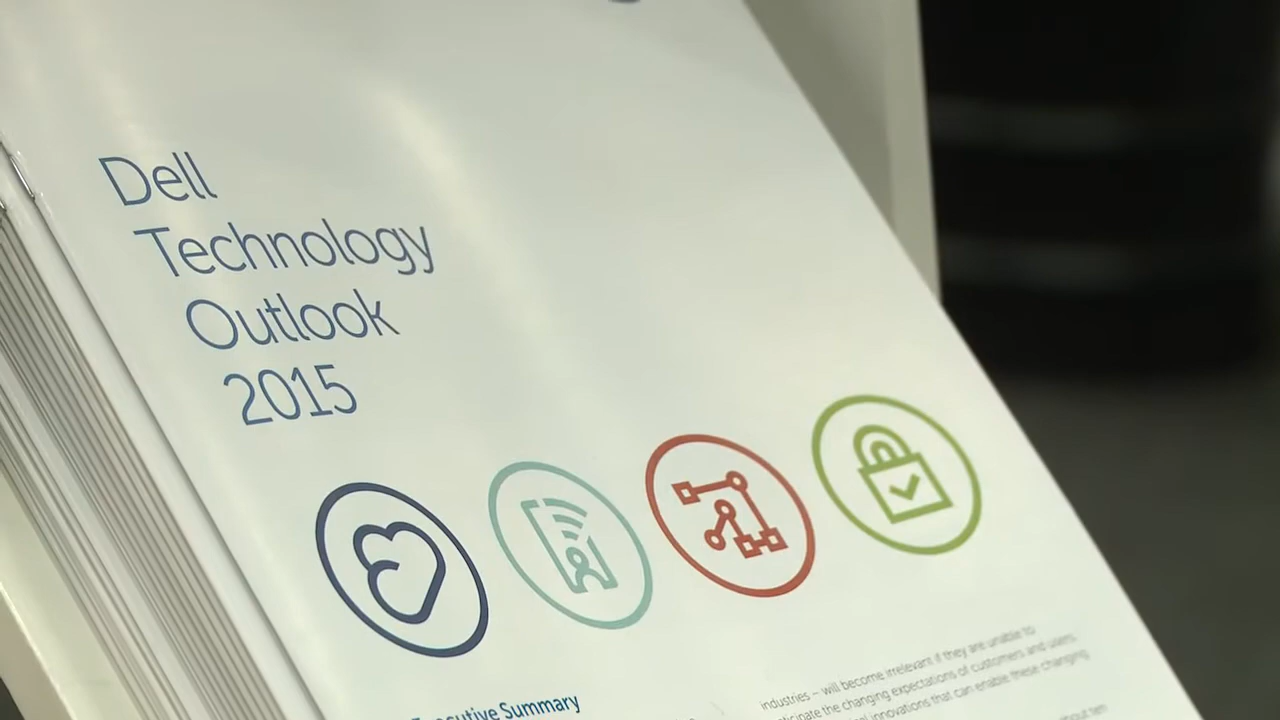 Dell
Technology
Outlook
2015
Executive Summary
industries – will become irrelevant if they are unable to
anticipate the changing expectations of customers and users
innovations that can enable these changing